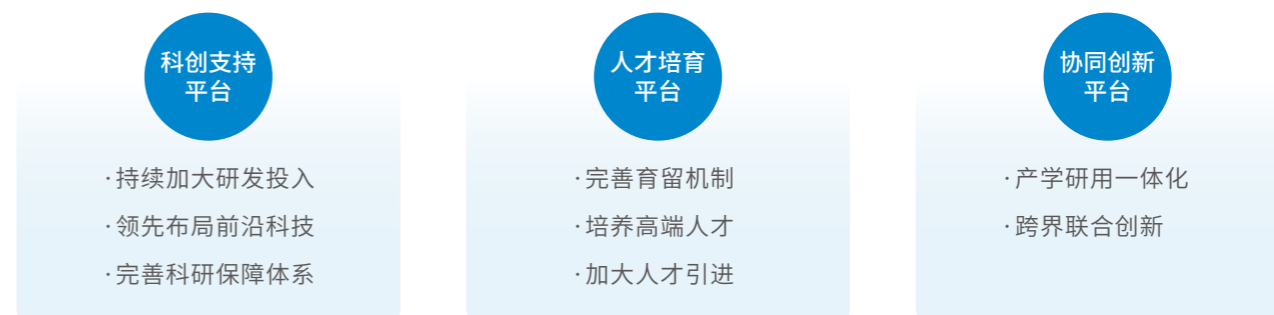 科创支持
平台
·持续加大研发投入
·领先布局前沿科技
·完善科研保障体系
人才培育
平台
·完善育留机制
·培养高端人才
·加大人才引进
协同创新
平台
·产学研用一体化
·跨界联合创新